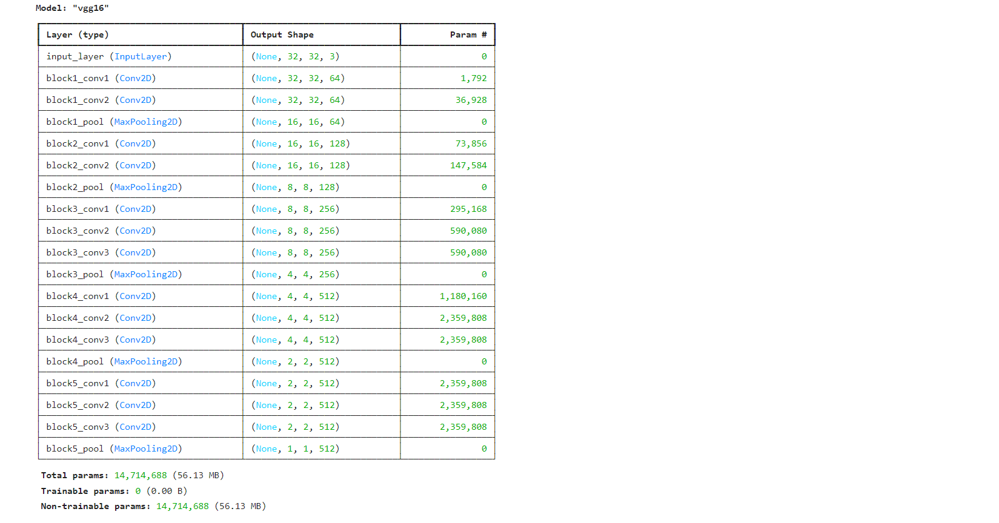 Model: "vgg16"
Layer (type) Output Shape Param #
input_layer (InputLayer) (None, 32, 32, 3) 0
block1_conv1 (Conv2D) (None, 32, 32, 64) 1,792
block1_conv2 (Conv2D) (None, 32, 32, 64) 36,928
block1_pool (MaxPooling2D) (None, 16, 16, 64) 0
block2_conv1 (Conv2D) (None, 16, 16, 128) 73,856
block2_conv2 (Conv2D) (None, 16, 16, 128) 147,584
block2_pool (MaxPooling2D) (None, 8, 8, 128) 0
block3_conv1 (Conv2D) (None, 8, 8, 256) 295,168
block3_conv2 (Conv2D) (None, 8, 8, 256) 590,080
block3_conv3 (Conv2D) (None, 8, 8, 256) 590,080
block3_pool (MaxPooling2D) (None, 4, 4, 256) 0
block4_conv1 (Conv2D) (None, 4, 4, 512) 1,180,160
block4_conv2 (Conv2D) (None, 4, 4, 512) 2,359,808
block4_conv3 (Conv2D) (None, 4, 4, 512) 2,359,808
block4_pool (MaxPooling2D) (None, 2, 2, 512) 0
block5_conv1 (Conv2D) (None, 2, 2, 512) 2,359,808
block5_conv2 (Conv2D) (None, 2, 2, 512) 2,359,808
block5_conv3 (Conv2D) (None, 2, 2, 512) 2,359,808
block5_pool (MaxPooling2D) (None, 1, 1, 512) 0
Total params: 14,714,688 (56.13 MB)
Trainable params: 0 (0.00 B)
Non-trainable params: 14,714,688 (56.13 MB)